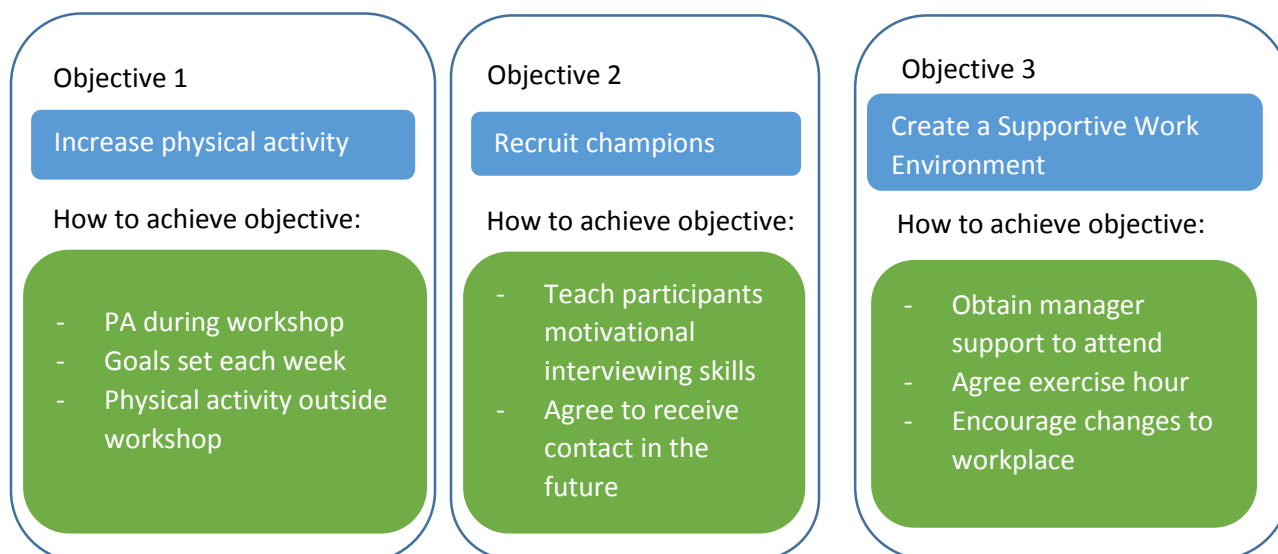 Objective 1
Increase physical activity
How to achieve objective:
- PA during workshop
- Goals set each week
- Physical activity outside
workshop
Objective 2
Recruit champions
How to achieve objective:
- Teach participants
motivational
interviewing skills
- Agree to receive
contact in the
future
Objective 3
Create a Supportive Work
Environment
How to achieve objective:
- Obtain manager
support to attend
- Agree exercise hour
- Encourage changes to
workplace